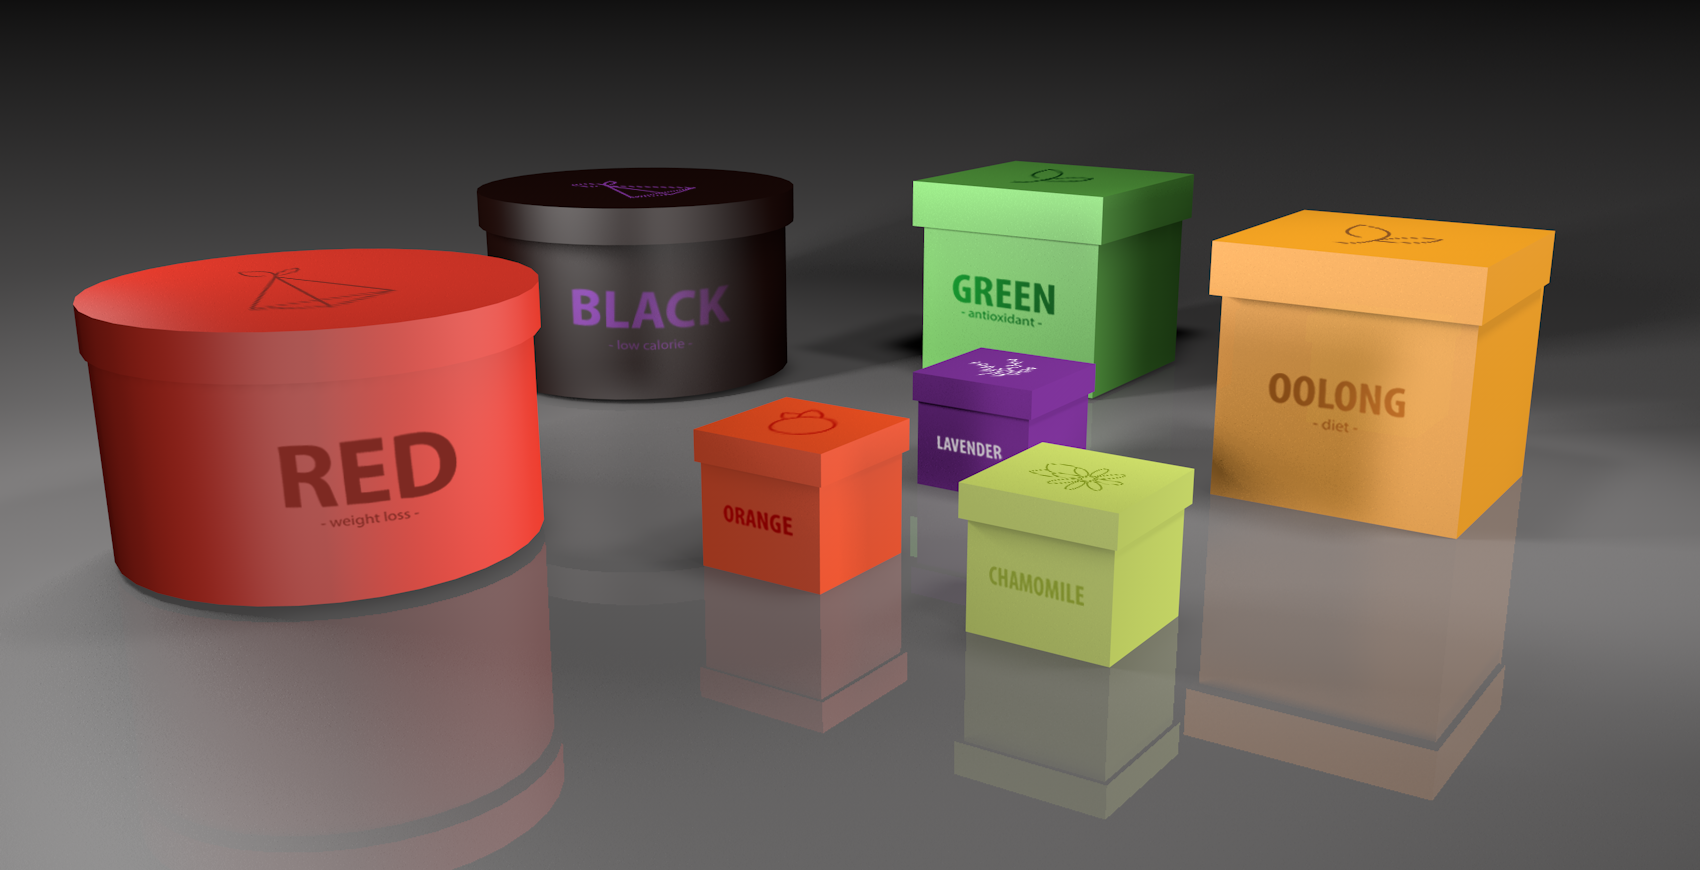 BLACK
- low calorie -
GREEN
- antioxidant -
RED
- weight loss -
OOLONG
- diet -
LAVENDER
ORANGE
CHAMOMILE